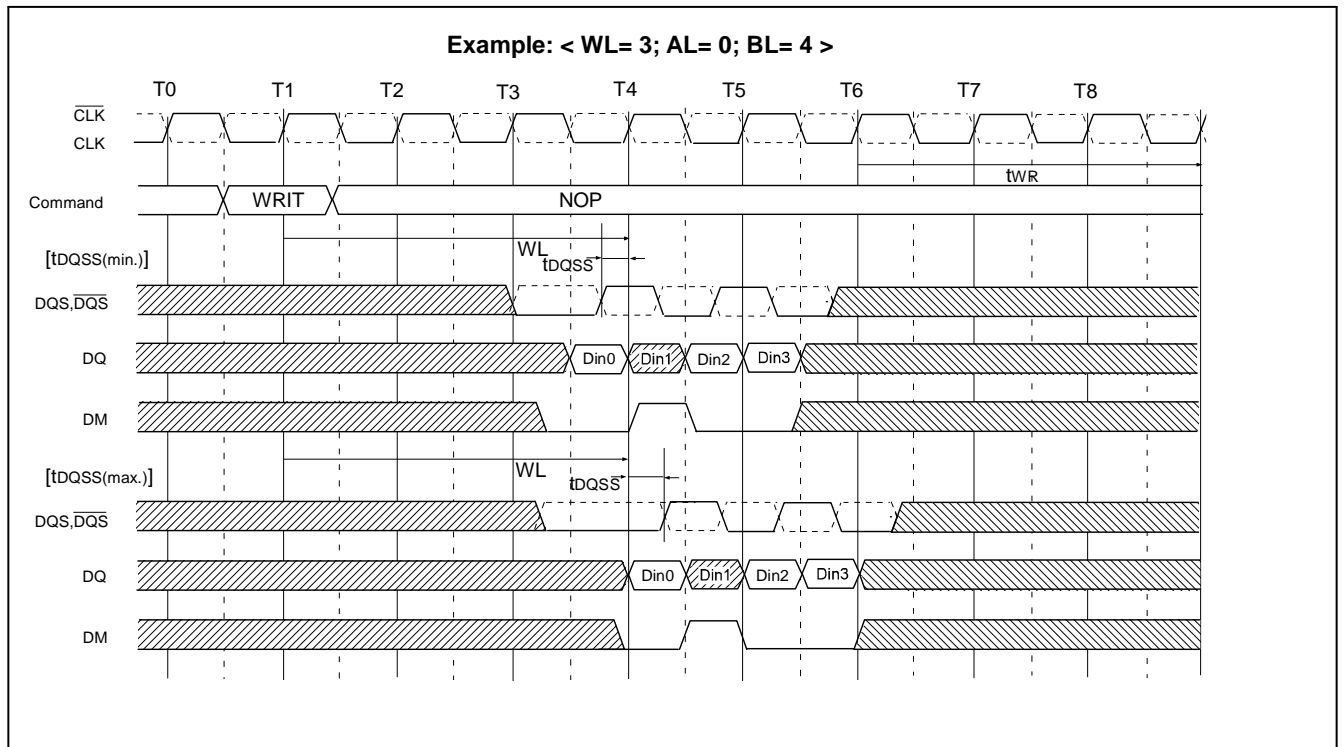 Example: < WL= 3; AL= 0; BL= 4 >
T0 T1 T2 T3 T4 T5 T6 T7 T8
CLK
CLK
tWR
Command WRIT NOP
WL
[tDQSS(min.)] tDQSS
DQS,DQS
DQ Din0 Din1 Din2 Din3
DM
WL
[tDQSS(max.)] tDQSS
DQS,DQS
DQ Din0 Din1 Din2 Din3
DM